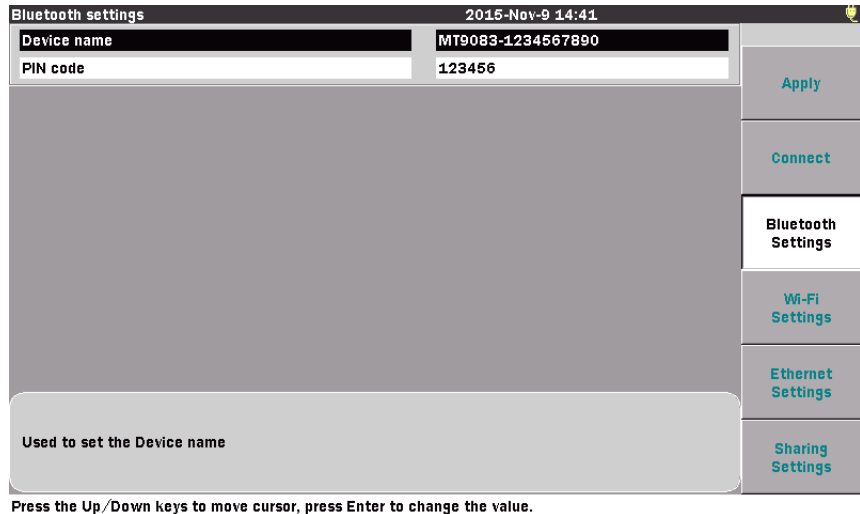 Bluetooth settings 2015-Nov-9 14:41
Device name MT9083-1234567890
PIN code 123456
Apply
Connect
Bluetooth
Settings
Wi-Fi
Settings
Ethernet
Settings
Used to set the Device name
Sharing
Settings
Press the Up/Down keys to move cursor, press Enter to change the value.